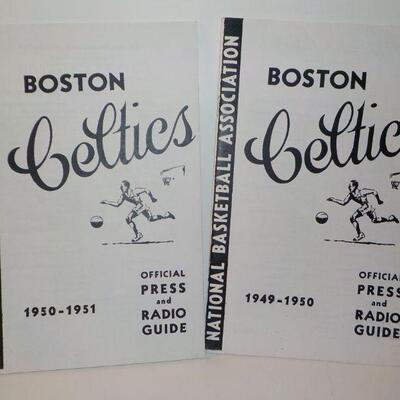 BOSTON
Celtics
OFFICIAL
PRESS
and
RADIO
GUIDE
1950-1951
NATIONAL BASKETBALL ASSOCIATION
BOSTON
Celtic
OFFICIAL
PRESS
and
RADIO
GUIDE
1949-1950